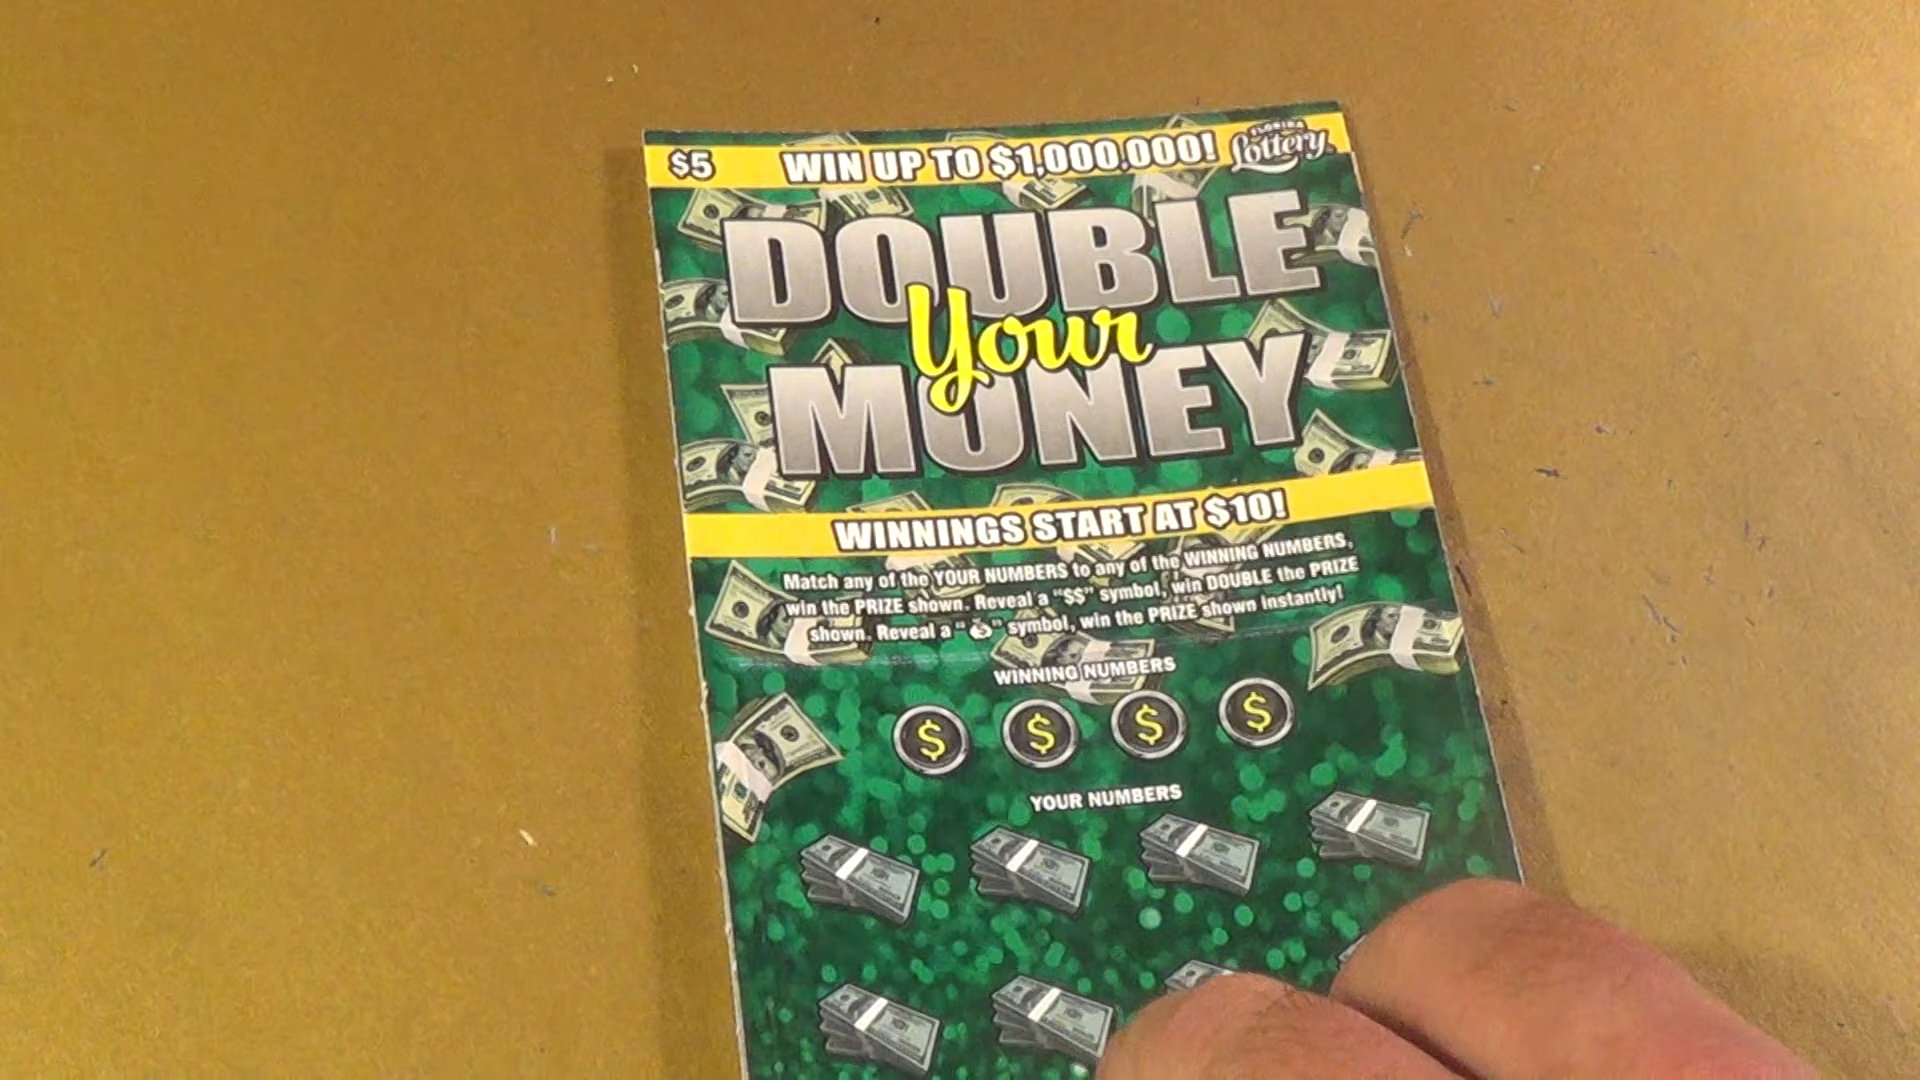 $5 WIN UP TO $1,000,000! FLORIDA Lottery
DOUBLE
Your
MONEY
WINNINGS START AT $10!
Match any of the YOUR NUMBERS to any of the WINNING NUMBERS,
win the PRIZE shown. Reveal a "$$" symbol, win DOUBLE the PRIZE
shown. Reveal a "💰" symbol, win the PRIZE shown instantly!
WINNING NUMBERS
$ $ $ $
YOUR NUMBERS